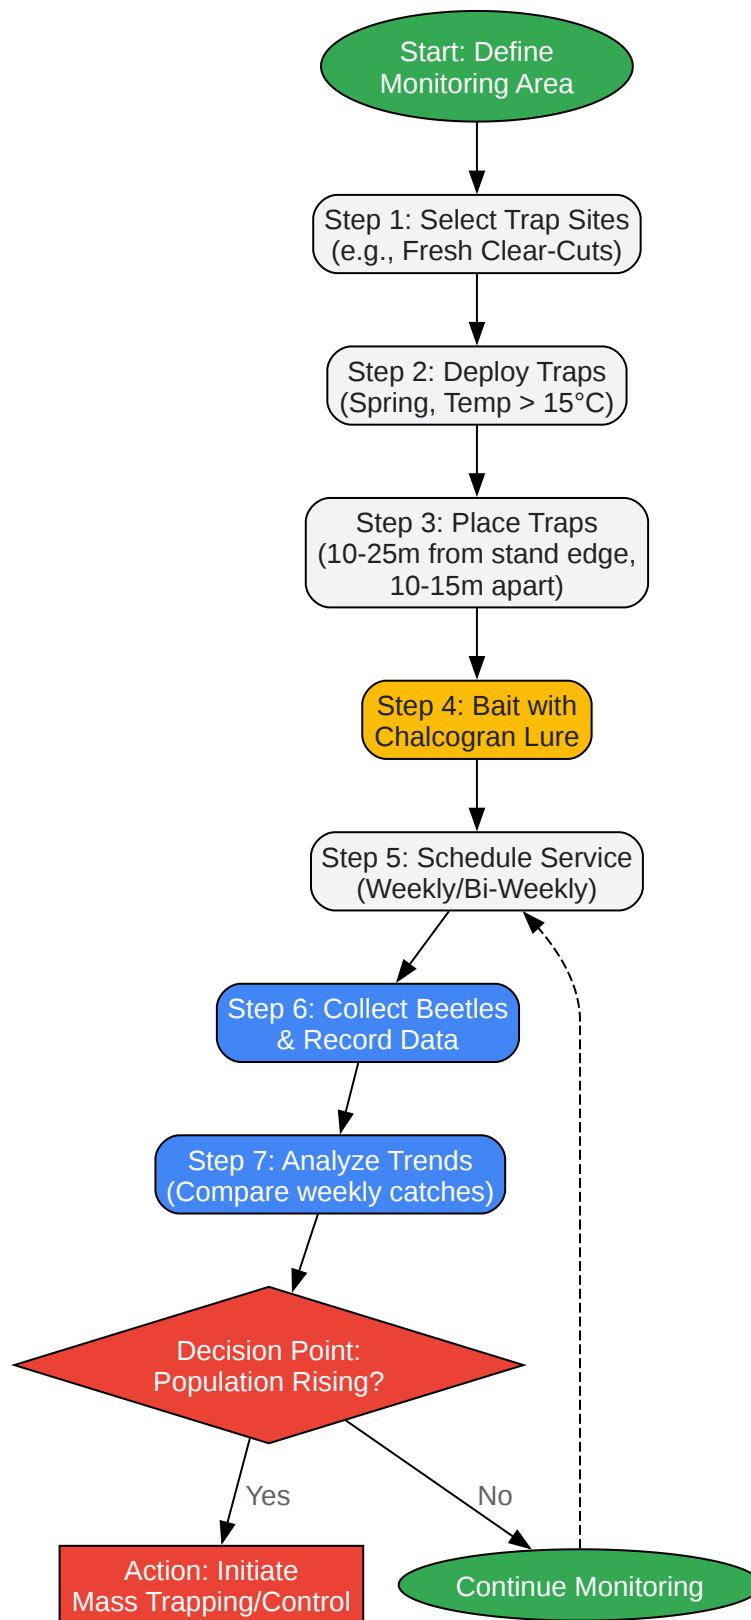 Start: Define
Monitoring Area
Step 1: Select Trap Sites
(e.g., Fresh Clear-Cuts)
Step 2: Deploy Traps
(Spring, Temp > 15°C)
Step 3: Place Traps
(10-25m from stand edge,
10-15m apart)
Step 4: Bait with
Chalcogran Lure
Step 5: Schedule Service
(Weekly/Bi-Weekly)
Step 6: Collect Beetles
& Record Data
Step 7: Analyze Trends
(Compare weekly catches)
Decision Point:
Population Rising?
Yes
No
Action: Initiate
Mass Trapping/Control
Continue Monitoring